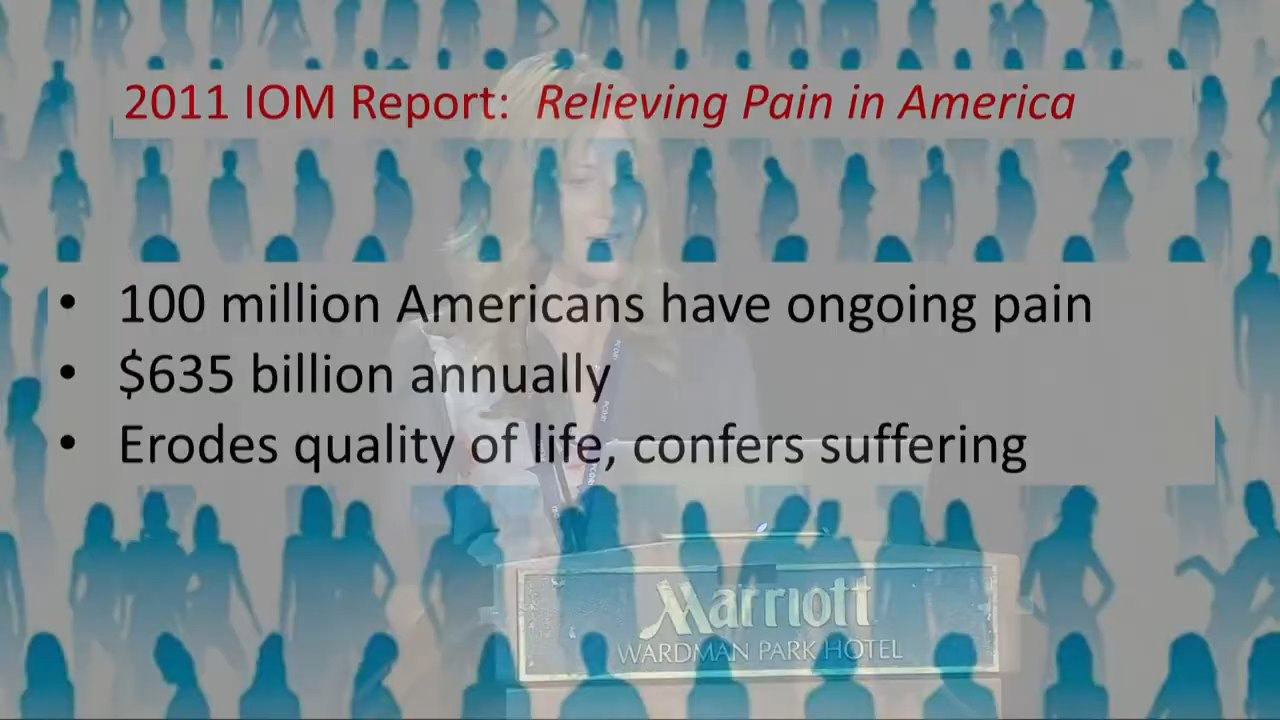 2011 IOM Report: Relieving Pain in America
• 100 million Americans have ongoing pain
• $635 billion annually
• Erodes quality of life, confers suffering
Marriott
WARDMAN PARK HOTEL